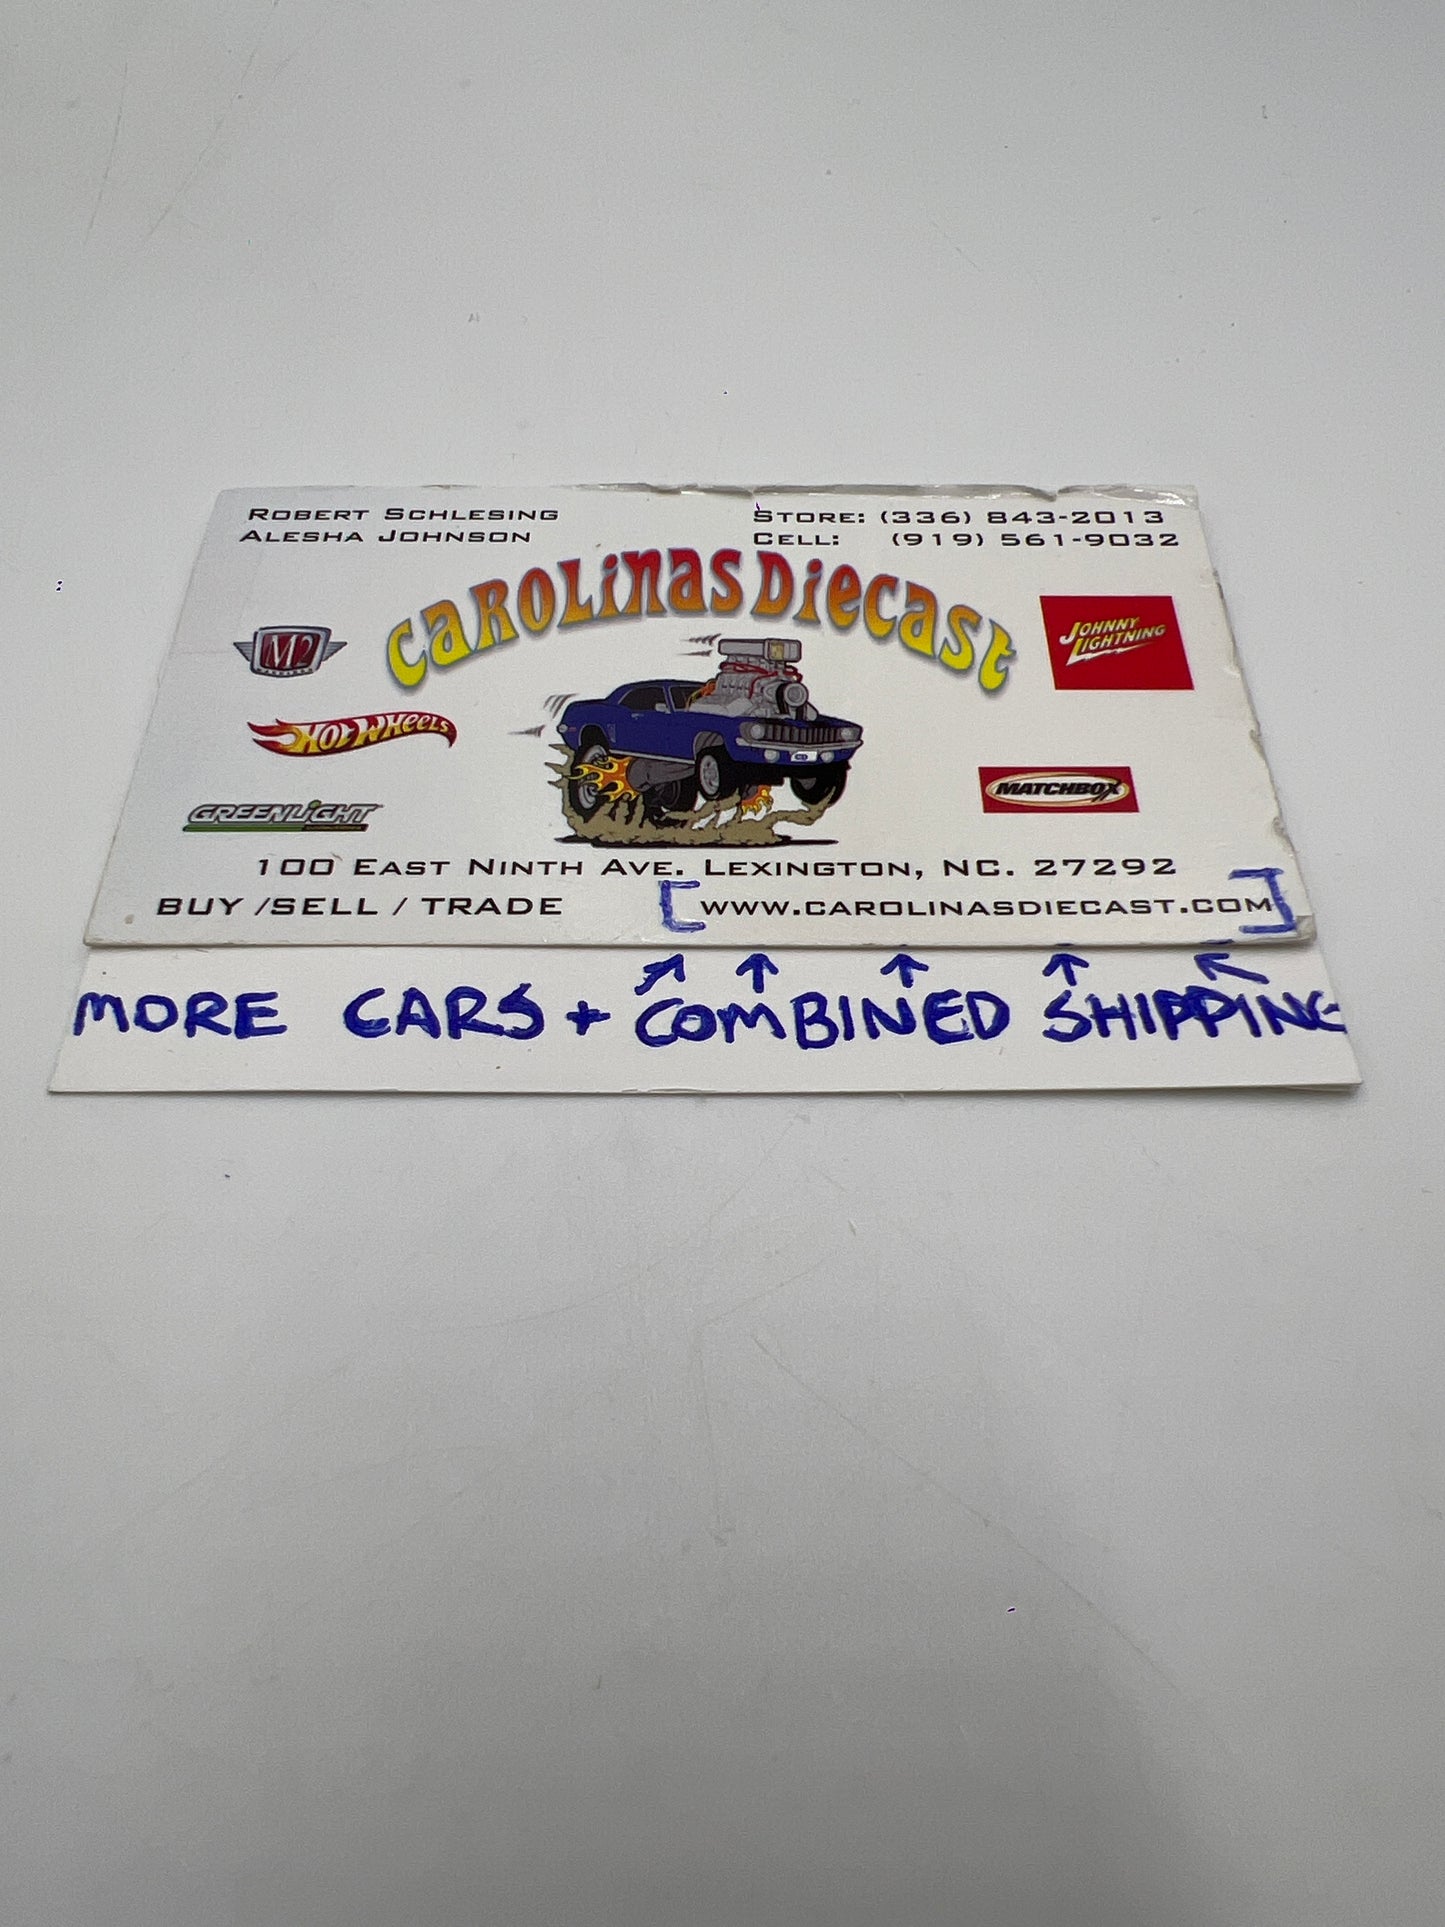 ROBERT SCHLESING
ALESHA JOHNSON
STORE: (336) 843-2013
CELL: (919) 561-9032
CAROLINAS DIECAST
M2
JOHNNY
LIGHTNING
HOT WHEELS
MATCHBOX
GREENLIGHT
100 EAST NINTH AVE. LEXINGTON, NC. 27292
BUY /SELL / TRADE
[WWW.CAROLINASDIECAST.COM]
MORE CARS + COMBINED SHIPPING